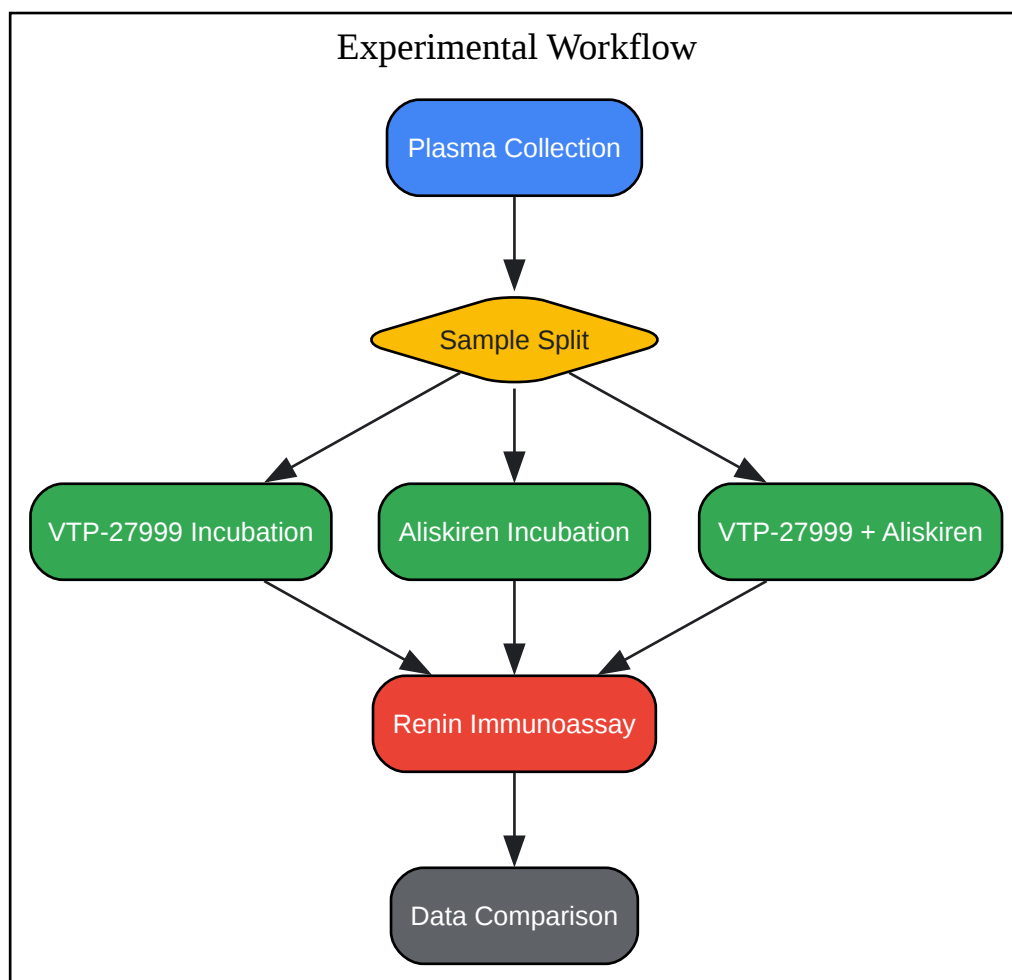 Experimental Workflow
Plasma Collection
Sample Split
VTP-27999 Incubation
Aliskiren Incubation
VTP-27999 + Aliskiren
Renin Immunoassay
Data Comparison